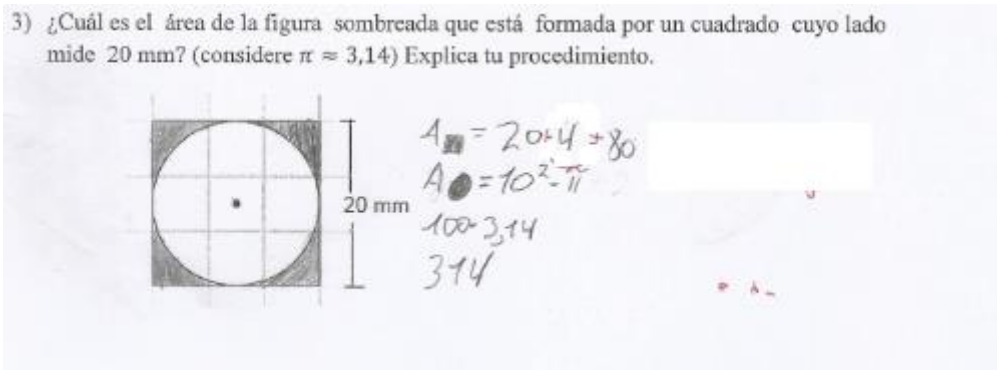 3) ¿Cuál es el área de la figura sombreada que está formada por un cuadrado cuyo lado
mide 20 mm? (considere π ≈ 3,14) Explica tu procedimiento.
A▪ = 20·4 = 80
A● = 10²·π
20 mm
100·3,14
314